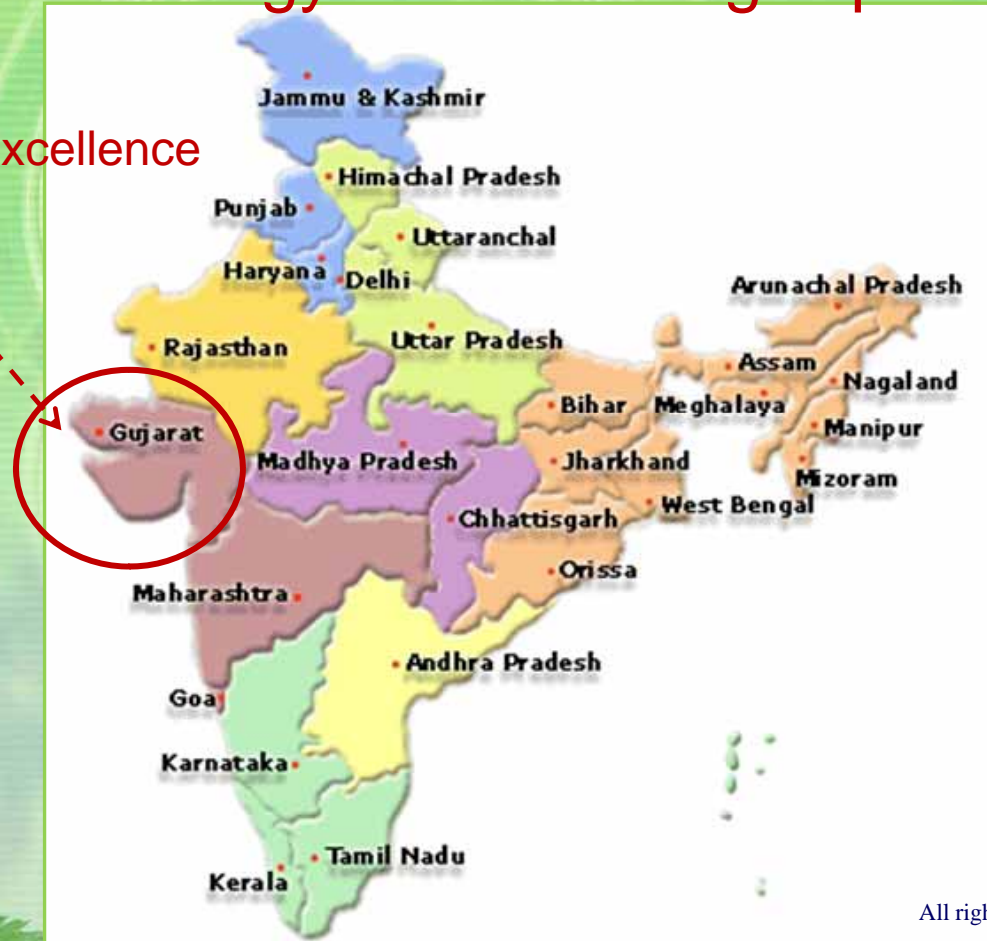 Jammu & Kashmir
xcellence
Himachal Pradesh
Punjab
Uttaranchal
Haryana
Delhi
Arunachal Pradesh
Rajasthan
Uttar Pradesh
Assam
Nagaland
Bihar
Meghalaya
Gujarat
Manipur
Madhya Pradesh
Jharkhand
Mizoram
West Bengal
Chhattisgarh
Orissa
Maharashtra
Andhra Pradesh
Goa
Karnataka
Tamil Nadu
Kerala
All righ